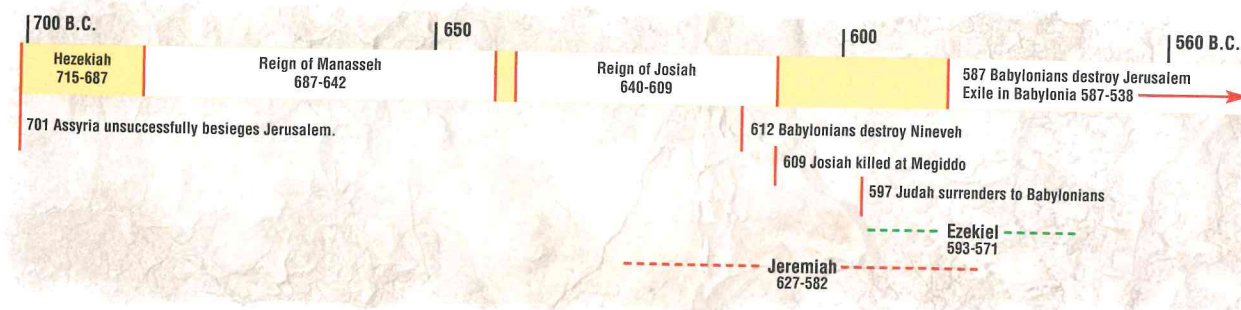 700 B.C.
650
600
560 B.C.
Hezekiah
715-687
Reign of Manasseh
687-642
Reign of Josiah
640-609
587 Babylonians destroy Jerusalem
Exile in Babylonia 587-538
701 Assyria unsuccessfully besieges Jerusalem.
612 Babylonians destroy Nineveh
609 Josiah killed at Megiddo
597 Judah surrenders to Babylonians
Ezekiel
593-571
Jeremiah
627-582